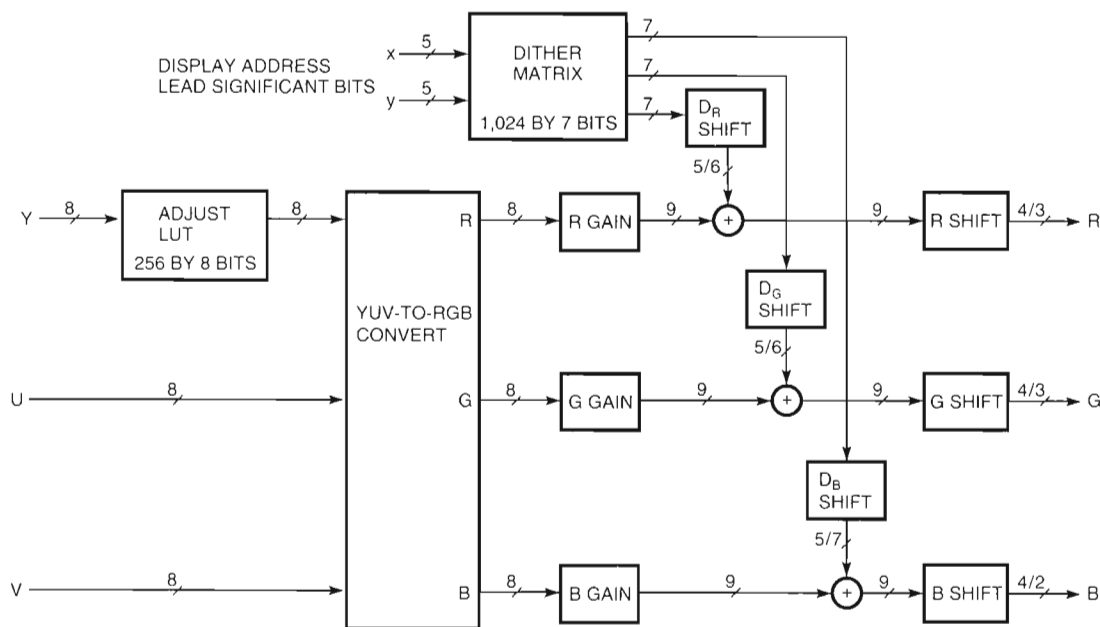 x
5
DISPLAY ADDRESS
LEAD SIGNIFICANT BITS
y
5
DITHER
MATRIX
1,024 BY 7 BITS
7
7
7
DR
SHIFT
5/6
Y
8
ADJUST
LUT
256 BY 8 BITS
8
R
8
R GAIN
9
+
9
R SHIFT
4/3
R
YUV-TO-RGB
CONVERT
DG
SHIFT
5/6
U
8
G
8
G GAIN
9
+
9
G SHIFT
4/3
G
DB
SHIFT
5/7
V
8
B
8
B GAIN
9
+
9
B SHIFT
4/2
B